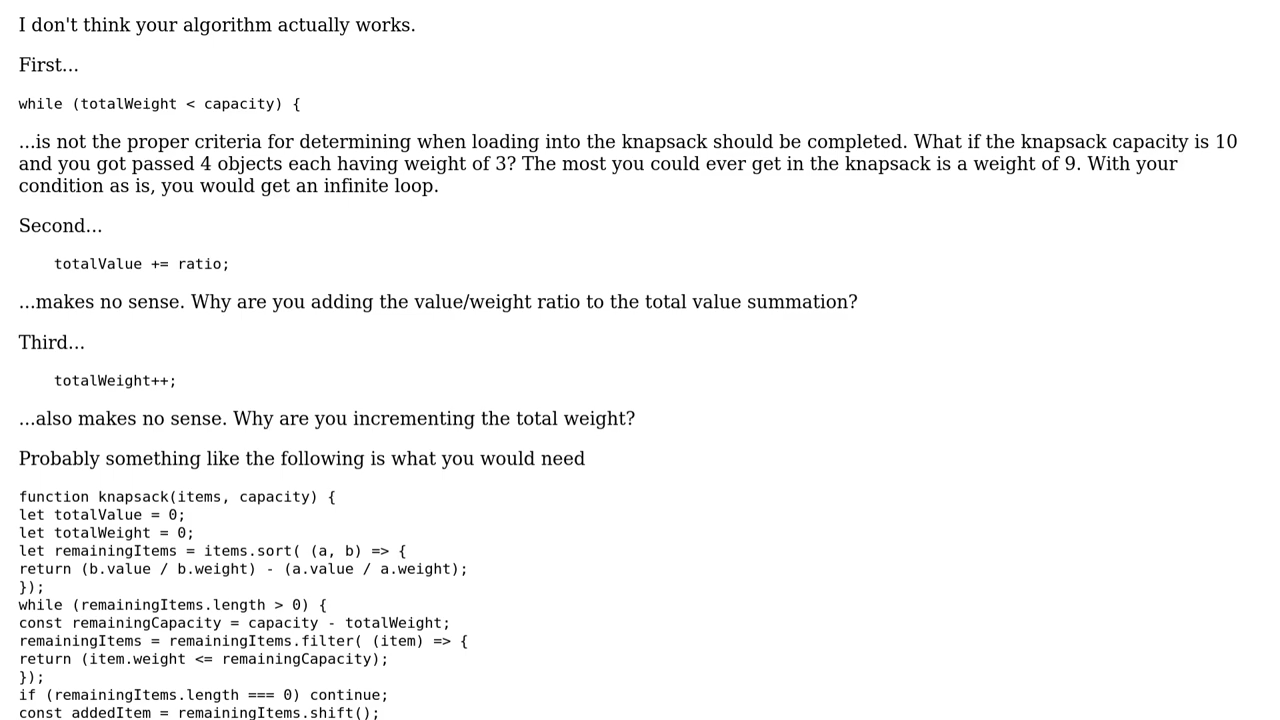 I don't think your algorithm actually works.
First...
while (totalWeight < capacity) {
...is not the proper criteria for determining when loading into the knapsack should be completed. What if the knapsack capacity is 10
and you got passed 4 objects each having weight of 3? The most you could ever get in the knapsack is a weight of 9. With your
condition as is, you would get an infinite loop.
Second...
    totalValue += ratio;
...makes no sense. Why are you adding the value/weight ratio to the total value summation?
Third...
    totalWeight++;
...also makes no sense. Why are you incrementing the total weight?
Probably something like the following is what you would need
function knapsack(items, capacity) {
let totalValue = 0;
let totalWeight = 0;
let remainingItems = items.sort( (a, b) => {
return (b.value / b.weight) - (a.value / a.weight);
});
while (remainingItems.length > 0) {
const remainingCapacity = capacity - totalWeight;
remainingItems = remainingItems.filter( (item) => {
return (item.weight <= remainingCapacity);
});
if (remainingItems.length === 0) continue;
const addedItem = remainingItems.shift();